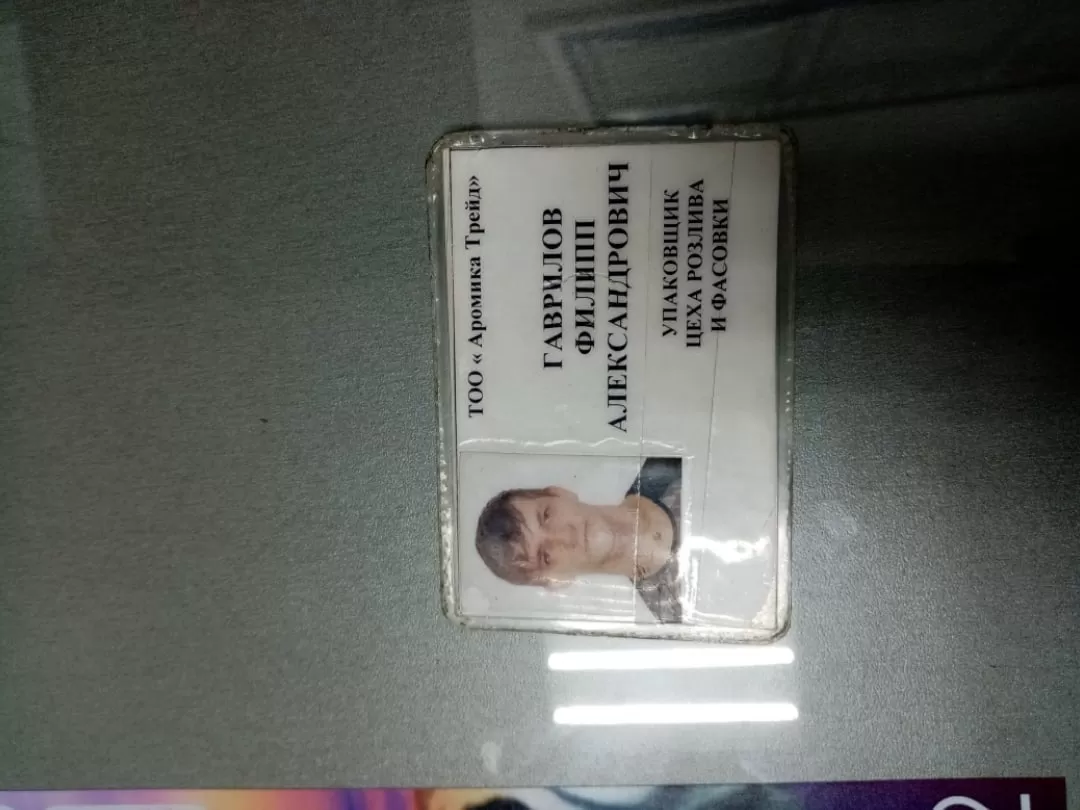 ТОО « Аромика Трейд»
ГАВРИЛОВ
ФИЛИПП
АЛЕКСАНДРОВИЧ
УПАКОВЩИК
ЦЕХА РОЗЛИВА
И ФАСОВКИ